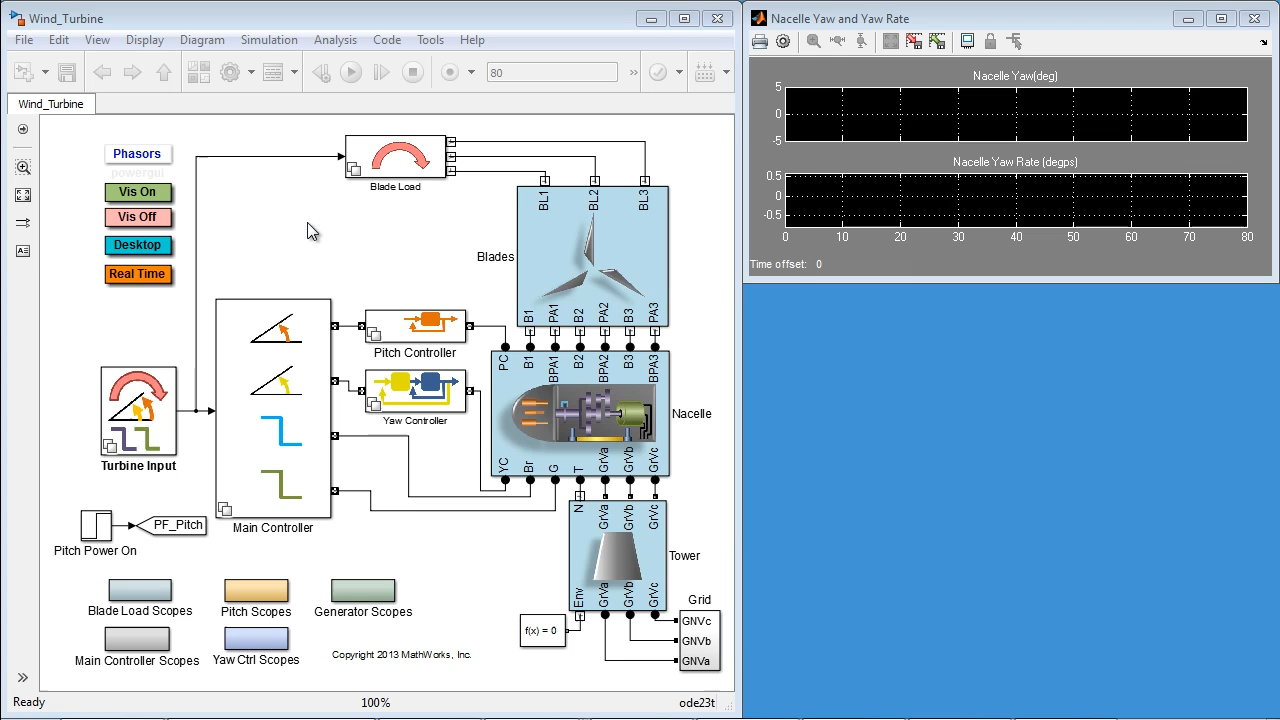 Wind_Turbine
File Edit View Display Diagram Simulation Analysis Code Tools Help
80
»
Wind_Turbine
Phasors
powergui
Vis On
Vis Off
Desktop
Real Time
Blade Load
BL1 BL2 BL3
Blades
B1 PA1 B2 PA2 B3 PA3
Pitch Controller
PC B1 BPA1 B2 BPA2 B3 BPA3
Yaw Controller
Nacelle
YC Br G T GrVa GrVb GrVc
Turbine Input
Main Controller
Pitch Power On
PF_Pitch
N GrVa GrVb GrVc
Tower
Env GrVa GrVb GrVc
Grid
GNVc
GNVb
GNVa
f(x) = 0
Blade Load Scopes
Pitch Scopes
Generator Scopes
Main Controller Scopes
Yaw Ctrl Scopes
Copyright 2013 MathWorks, Inc.
»
Ready 100% ode23t
Nacelle Yaw and Yaw Rate
Nacelle Yaw(deg)
5
0
-5
Nacelle Yaw Rate (degps)
0.5
0
-0.5
0 10 20 30 40 50 60 70 80
Time offset: 0